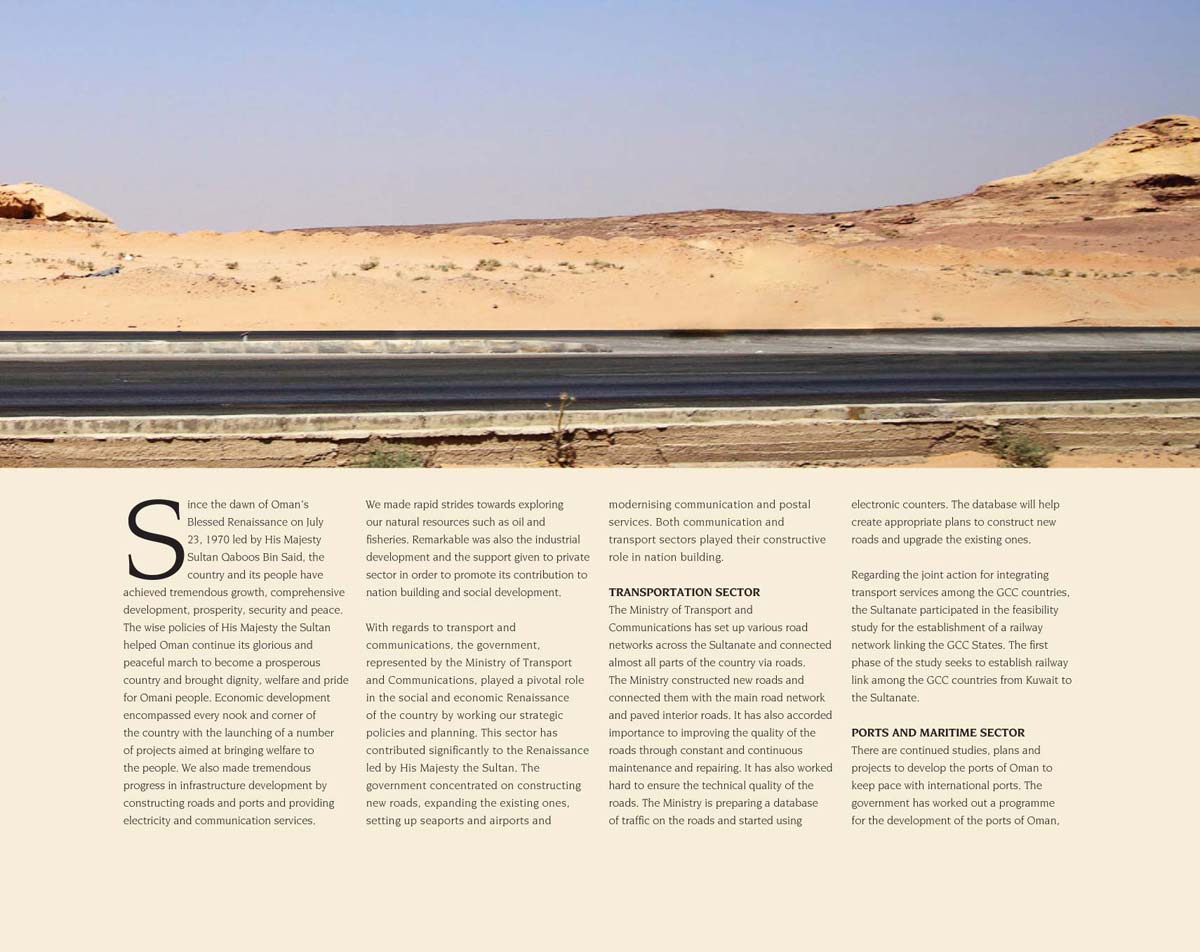 Since the dawn of Oman's
Blessed Renaissance on July
23, 1970 led by His Majesty
Sultan Qaboos Bin Said, the
country and its people have
achieved tremendous growth, comprehensive
development, prosperity, security and peace.
The wise policies of His Majesty the Sultan
helped Oman continue its glorious and
peaceful march to become a prosperous
country and brought dignity, welfare and pride
for Omani people. Economic development
encompassed every nook and corner of
the country with the launching of a number
of projects aimed at bringing welfare to
the people. We also made tremendous
progress in infrastructure development by
constructing roads and ports and providing
electricity and communication services.
We made rapid strides towards exploring
our natural resources such as oil and
fisheries. Remarkable was also the industrial
development and the support given to private
sector in order to promote its contribution to
nation building and social development.
With regards to transport and
communications, the government,
represented by the Ministry of Transport
and Communications, played a pivotal role
in the social and economic Renaissance
of the country by working our strategic
policies and planning. This sector has
contributed significantly to the Renaissance
led by His Majesty the Sultan. The
government concentrated on constructing
new roads, expanding the existing ones,
setting up seaports and airports and
modernising communication and postal
services. Both communication and
transport sectors played their constructive
role in nation building.
TRANSPORTATION SECTOR
The Ministry of Transport and
Communications has set up various road
networks across the Sultanate and connected
almost all parts of the country via roads.
The Ministry constructed new roads and
connected them with the main road network
and paved interior roads. It has also accorded
importance to improving the quality of the
roads through constant and continuous
maintenance and repairing. It has also worked
hard to ensure the technical quality of the
roads. The Ministry is preparing a database
of traffic on the roads and started using
electronic counters. The database will help
create appropriate plans to construct new
roads and upgrade the existing ones.
Regarding the joint action for integrating
transport services among the GCC countries,
the Sultanate participated in the feasibility
study for the establishment of a railway
network linking the GCC States. The first
phase of the study seeks to establish railway
link among the GCC countries from Kuwait to
the Sultanate.
PORTS AND MARITIME SECTOR
There are continued studies, plans and
projects to develop the ports of Oman to
keep pace with international ports. The
government has worked out a programme
for the development of the ports of Oman,